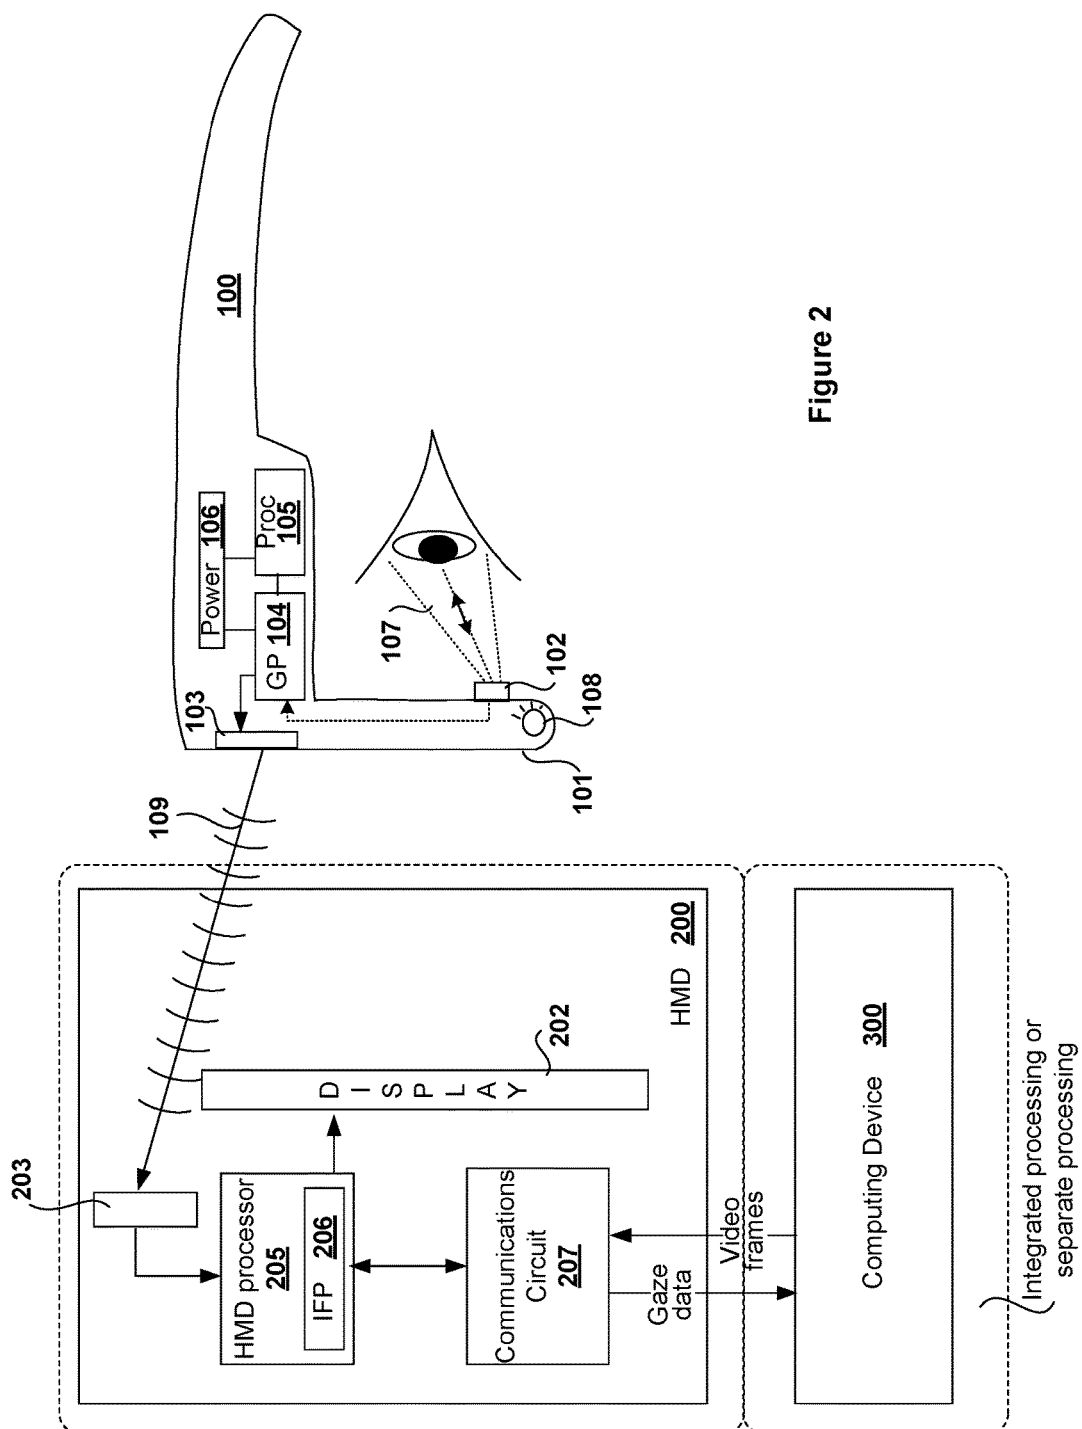 203
109
103
Power 106
100
HMD processor
205
IFP 206
GP 104
Proc
105
D
I
S
P
L
A
Y
107
Communications
Circuit
207
202
102
101
108
HMD 200
Gaze
data
Video
frames
Figure 2
Computing Device 300
Integrated processing or
separate processing